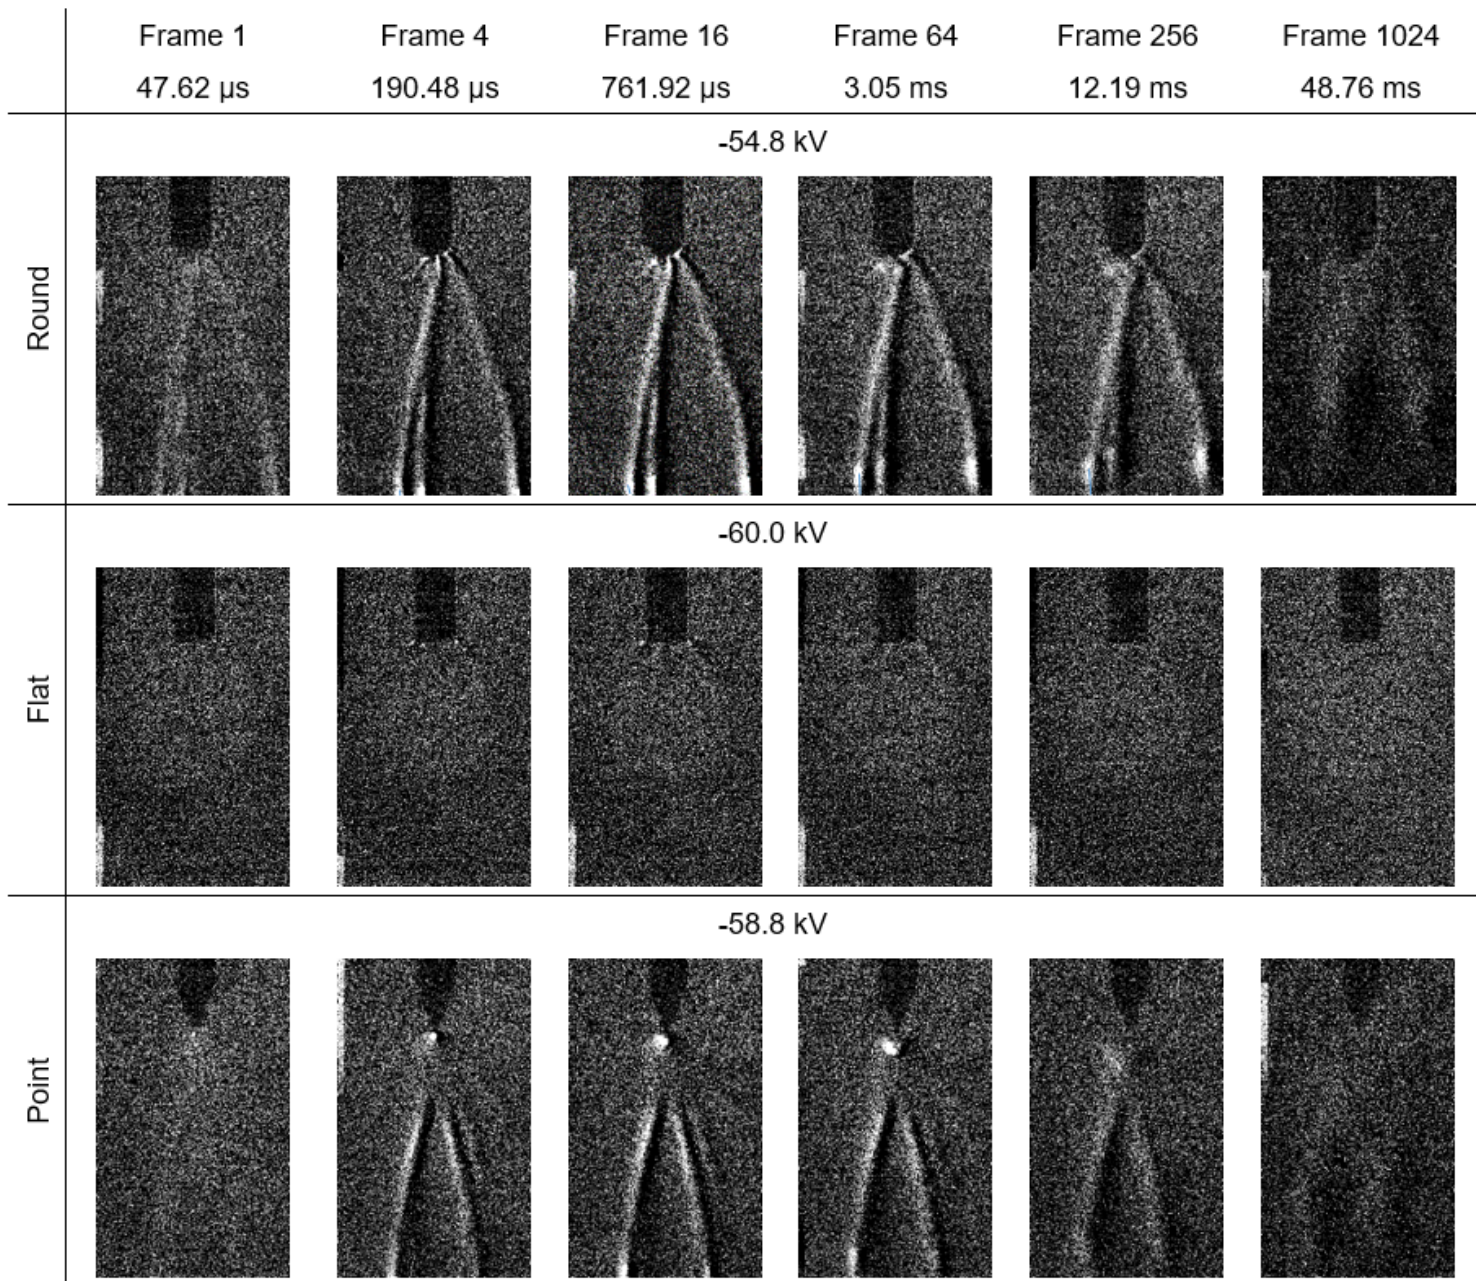 Frame 1 Frame 4 Frame 16 Frame 64 Frame 256 Frame 1024
47.62 µs 190.48 µs 761.92 µs 3.05 ms 12.19 ms 48.76 ms
-54.8 kV
Round
-60.0 kV
Flat
-58.8 kV
Point